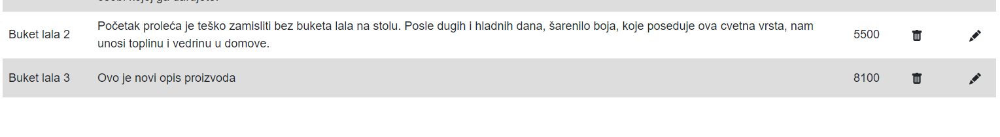 Buket lala 2
Početak proleća je teško zamisliti bez buketa lala na stolu. Posle dugih i hladnih dana, šarenilo boja, koje poseduje ova cvetna vrsta, nam
unosi toplinu i vedrinu u domove.
5500
Buket lala 3
Ovo je novi opis proizvoda
8100